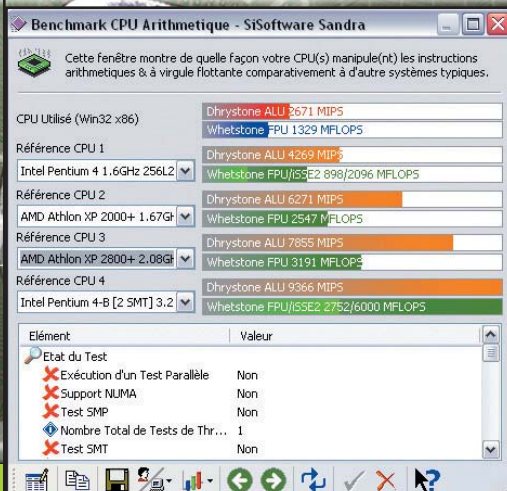 Benchmark CPU Arithmetique - SiSoftware Sandra
Cette fenêtre montre de quelle façon votre CPU(s) manipule(nt) les instructions
arithmetiques & à virgule flottante comparativement à d'autre systèmes typiques.
CPU Utilisé (Win32 x86)
Dhrystone ALU 2671 MIPS
Whetstone FPU 1329 MFLOPS
Référence CPU 1
Intel Pentium 4 1.6GHz 256L2
Dhrystone ALU 4269 MIPS
Whetstone FPU/iSSE2 898/2096 MFLOPS
Référence CPU 2
AMD Athlon XP 2000+ 1.67GH
Dhrystone ALU 6271 MIPS
Whetstone FPU 2547 MFLOPS
Référence CPU 3
AMD Athlon XP 2800+ 2.08GH
Dhrystone ALU 7855 MIPS
Whetstone FPU 3191 MFLOPS
Référence CPU 4
Intel Pentium 4-B [2 SMT] 3.2
Dhrystone ALU 9366 MIPS
Whetstone FPU/iSSE2 2752/6000 MFLOPS
Elément Valeur
Etat du Test
Exécution d'un Test Parallèle Non
Support NUMA Non
Test SMP Non
Nombre Total de Tests de Thr... 1
Test SMT Non